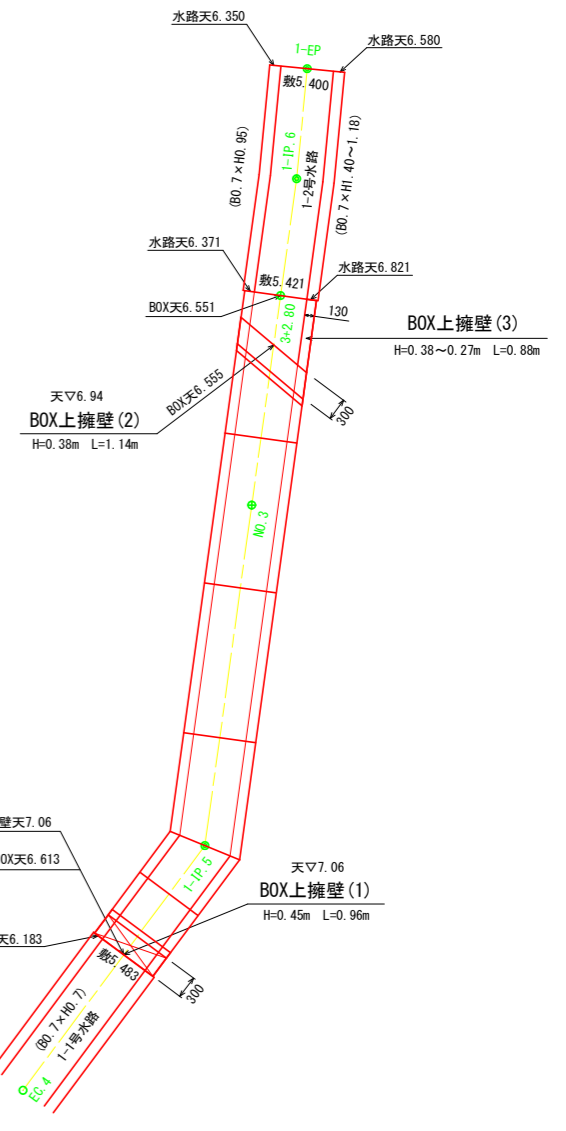 水路天6.350
1-EP
水路天6.580
敷5.400
(B0.7×H0.95)
1-IP.6
1-2号水路
(B0.7×H1.40～1.18)
水路天6.371
敷5.421
水路天6.821
BOX天6.551
3+2.80
130
BOX上擁壁(3)
H=0.38～0.27m L=0.88m
天▽6.94
BOX上擁壁(2)
H=0.38m L=1.14m
BOX天6.555
300
NO.3
壁天7.06
OX天6.613
1-IP.5
天▽7.06
BOX上擁壁(1)
H=0.45m L=0.96m
天6.183
敷5.483
300
(B0.7×H0.7)
1-1号水路
EC.4